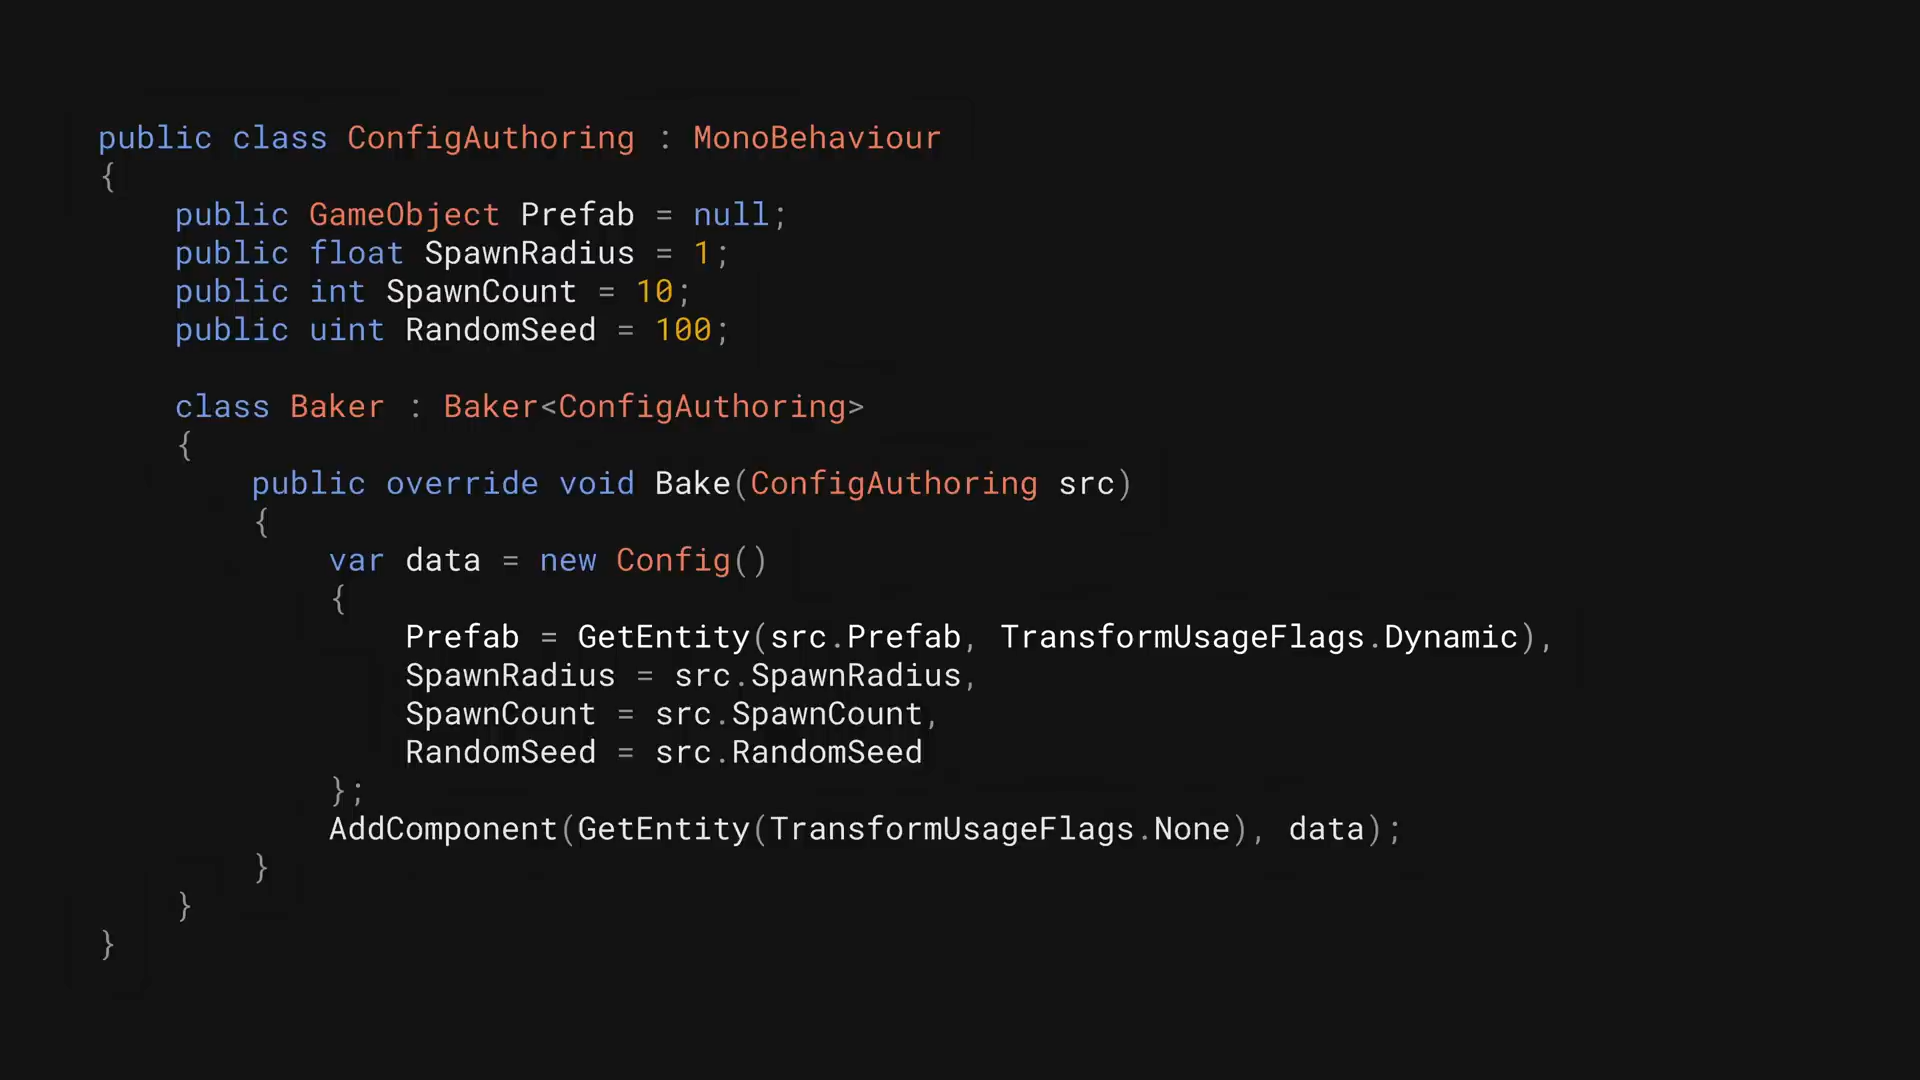 public class ConfigAuthoring : MonoBehaviour
{
    public GameObject Prefab = null;
    public float SpawnRadius = 1;
    public int SpawnCount = 10;
    public uint RandomSeed = 100;

    class Baker : Baker<ConfigAuthoring>
    {
        public override void Bake(ConfigAuthoring src)
        {
            var data = new Config()
            {
                Prefab = GetEntity(src.Prefab, TransformUsageFlags.Dynamic),
                SpawnRadius = src.SpawnRadius,
                SpawnCount = src.SpawnCount,
                RandomSeed = src.RandomSeed
            };
            AddComponent(GetEntity(TransformUsageFlags.None), data);
        }
    }
}